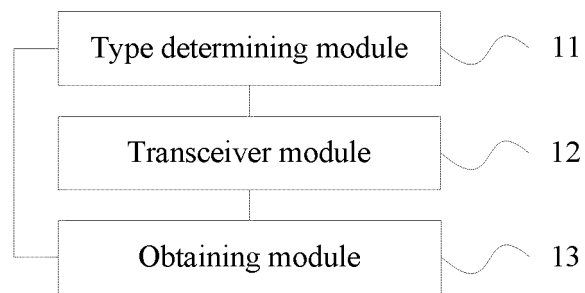 Type determining module 11
Transceiver module 12
Obtaining module 13